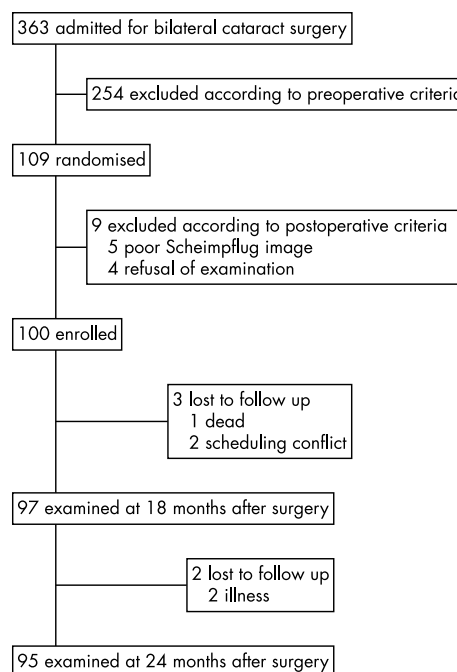 363 admitted for bilateral cataract surgery
254 excluded according to preoperative criteria
109 randomised
9 excluded according to postoperative criteria
5 poor Scheimpflug image
4 refusal of examination
100 enrolled
3 lost to follow up
1 dead
2 scheduling conflict
97 examined at 18 months after surgery
2 lost to follow up
2 illness
95 examined at 24 months after surgery